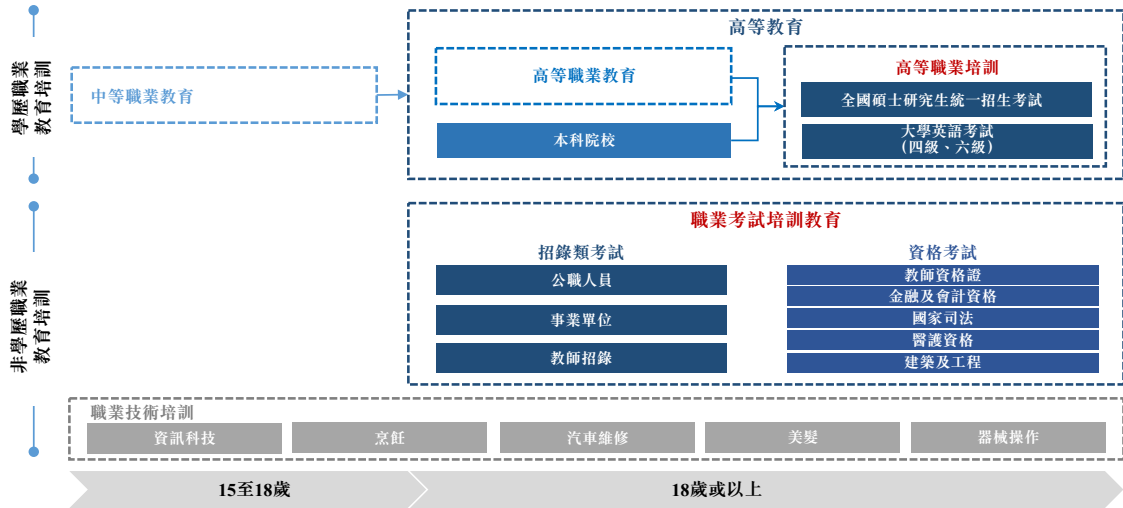 學歷職業
教育培訓
中等職業教育
高等教育
高等職業教育
本科院校
高等職業培訓
全國碩士研究生統一招生考試
大學英語考試
(四級、六級)
非學歷職業
教育培訓
職業考試培訓教育
招錄類考試
公職人員
事業單位
教師招錄
資格考試
教師資格證
金融及會計資格
國家司法
醫護資格
建築及工程
職業技術培訓
資訊科技
烹飪
汽車維修
美髮
器械操作
15至18歲
18歲或以上